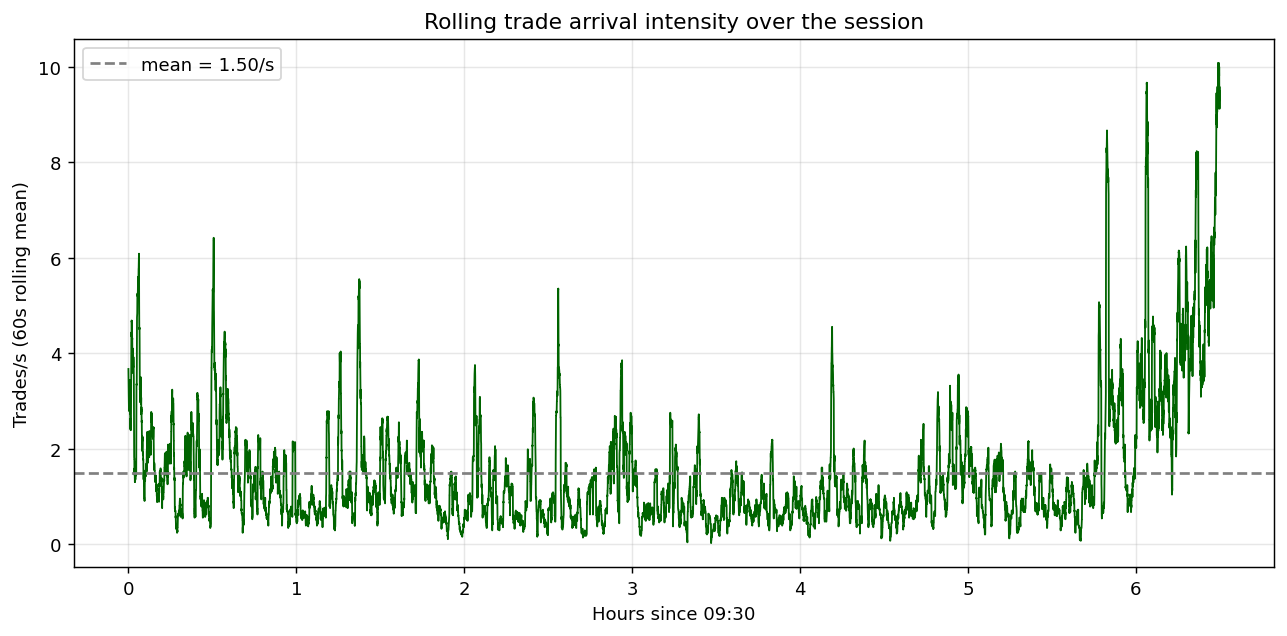 Rolling trade arrival intensity over the session
mean = 1.50/s
Trades/s (60s rolling mean)
10
8
6
4
2
0
0 1 2 3 4 5 6
Hours since 09:30